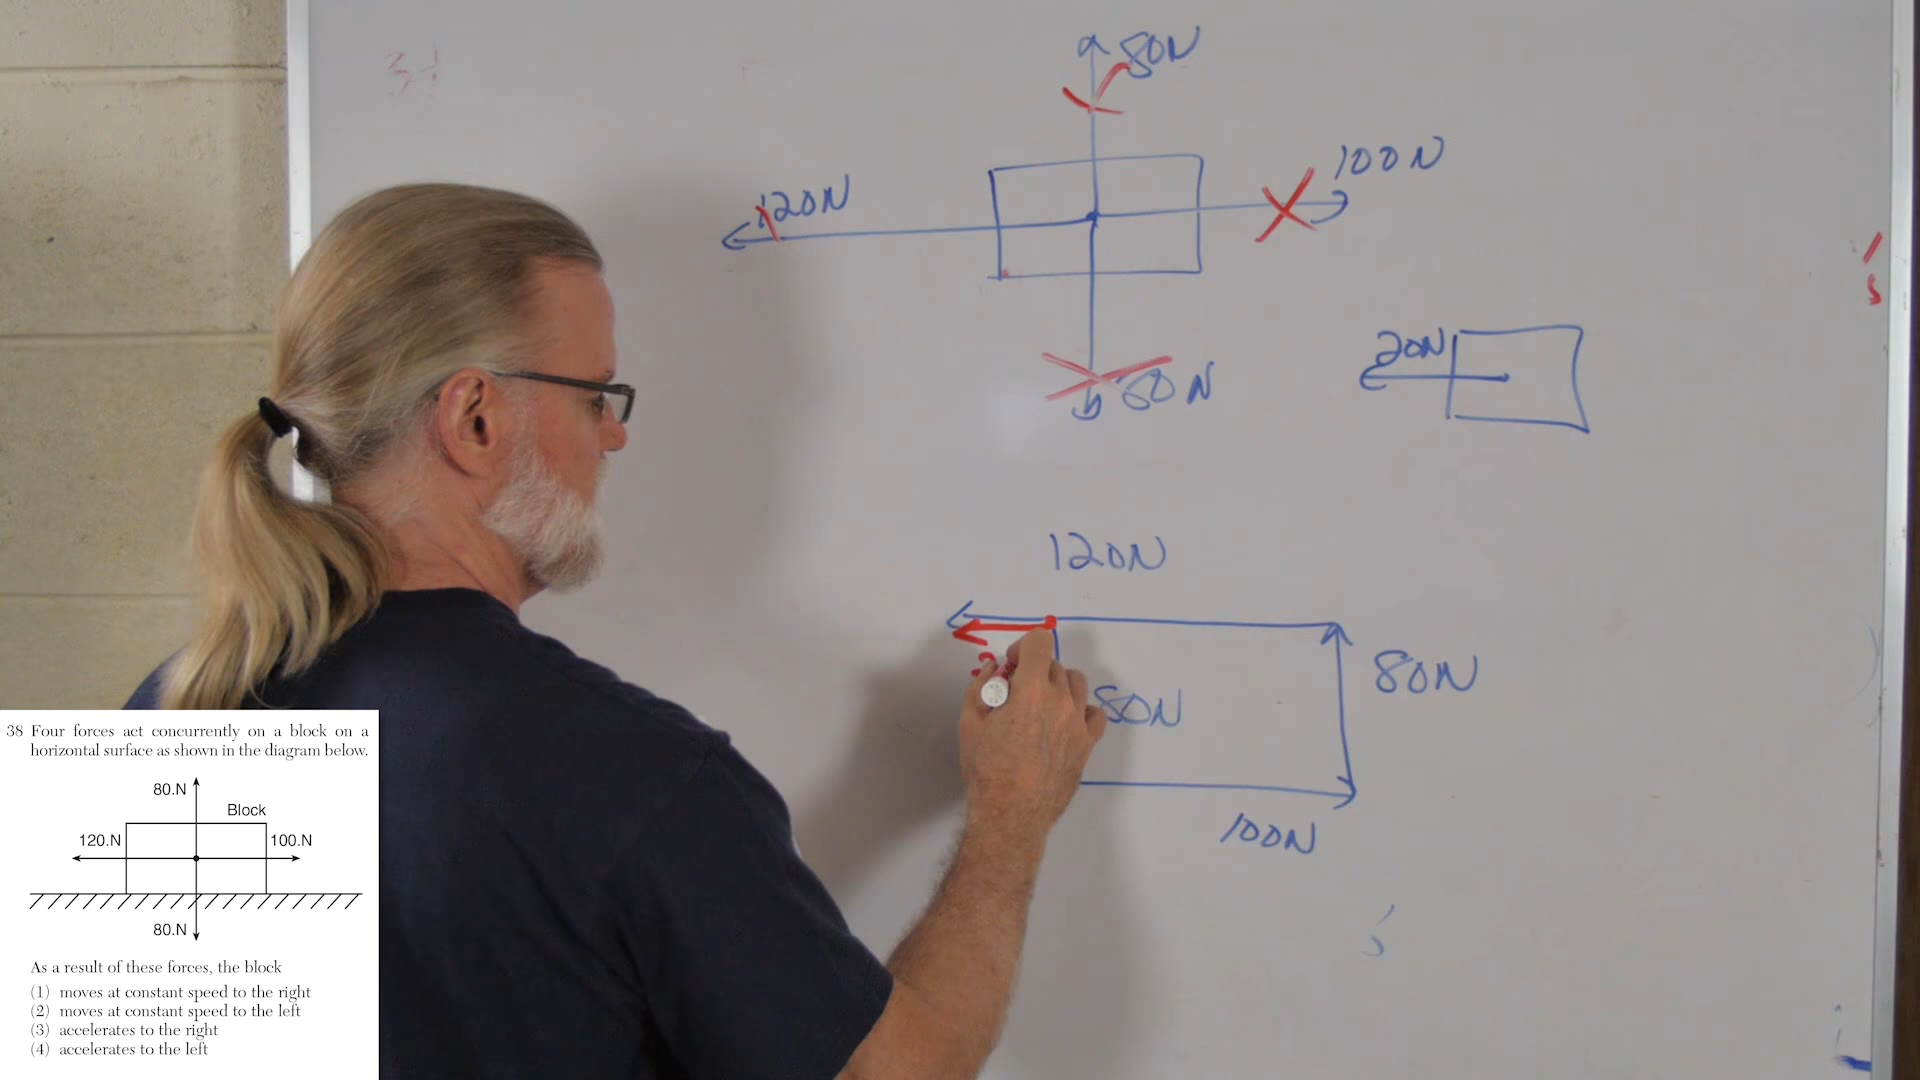 80N
100N
120N
80N
20N
120N
80N
80N
100N
38 Four forces act concurrently on a block on a
horizontal surface as shown in the diagram below.
80.N
Block
120.N
100.N
80.N
As a result of these forces, the block
(1) moves at constant speed to the right
(2) moves at constant speed to the left
(3) accelerates to the right
(4) accelerates to the left